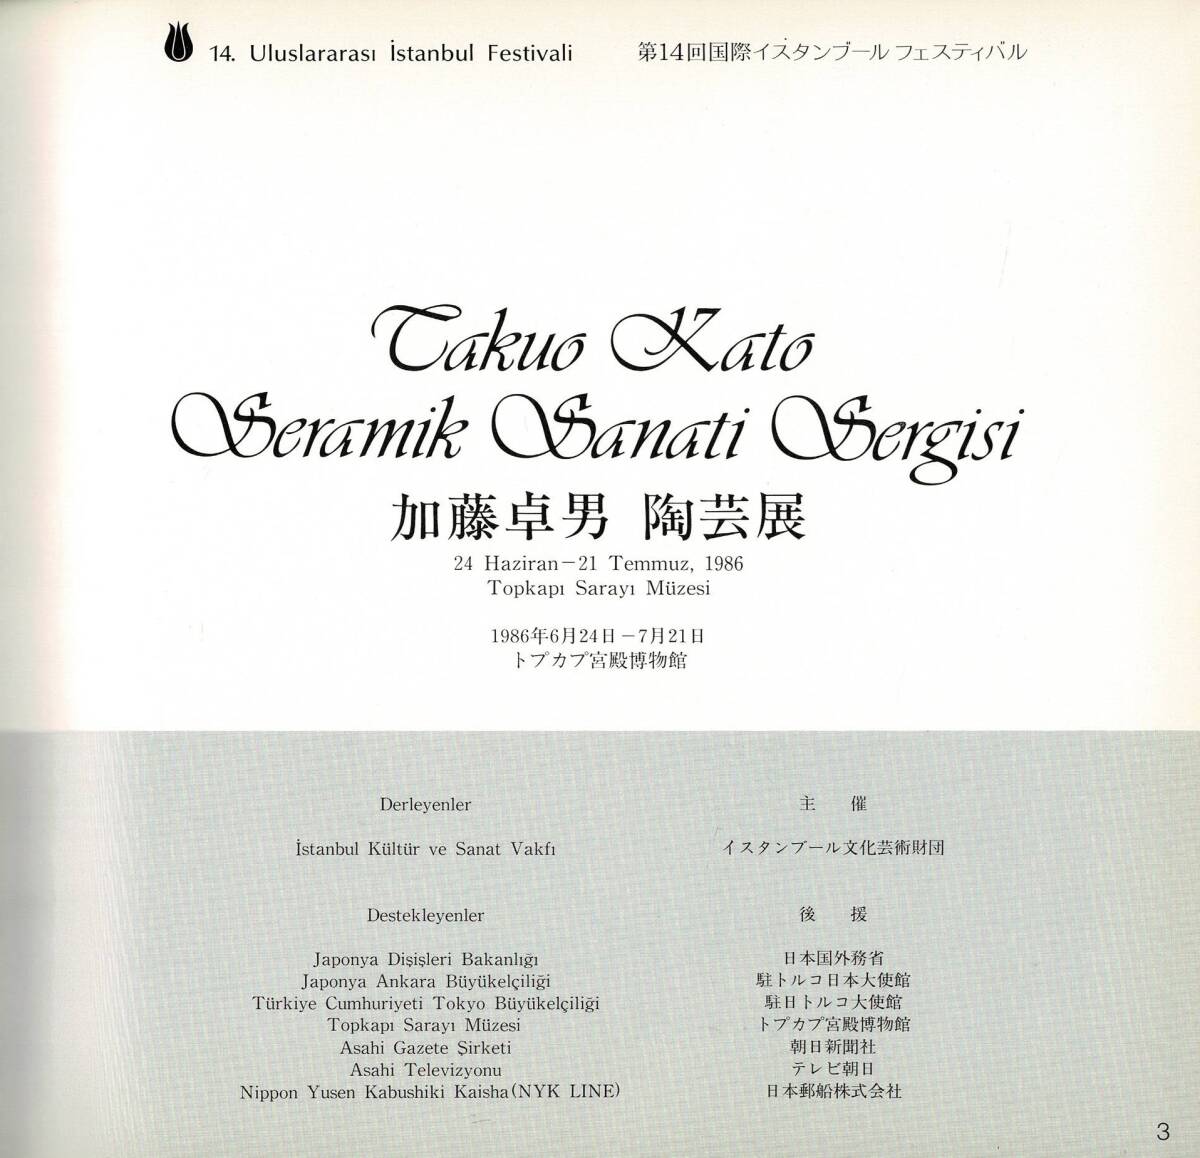 14. Uluslararası İstanbul Festivali
第14回国際イスタンブール フェスティバル
Takuo Kato
Seramik Sanati Sergisi
加藤卓男 陶芸展
24 Haziran－21 Temmuz, 1986
Topkapı Sarayı Müzesi
1986年6月24日－7月21日
トプカプ宮殿博物館
Derleyenler
İstanbul Kültür ve Sanat Vakfı
主 催
イスタンブール文化芸術財団
Destekleyenler
Japonya Dişişleri Bakanlığı
Japonya Ankara Büyükelçiliği
Türkiye Cumhuriyeti Tokyo Büyükelçiliği
Topkapı Sarayı Müzesi
Asahi Gazete Şirketi
Asahi Televizyonu
Nippon Yusen Kabushiki Kaisha(NYK LINE)
後 援
日本国外務省
駐トルコ日本大使館
駐日トルコ大使館
トプカプ宮殿博物館
朝日新聞社
テレビ朝日
日本郵船株式会社
3